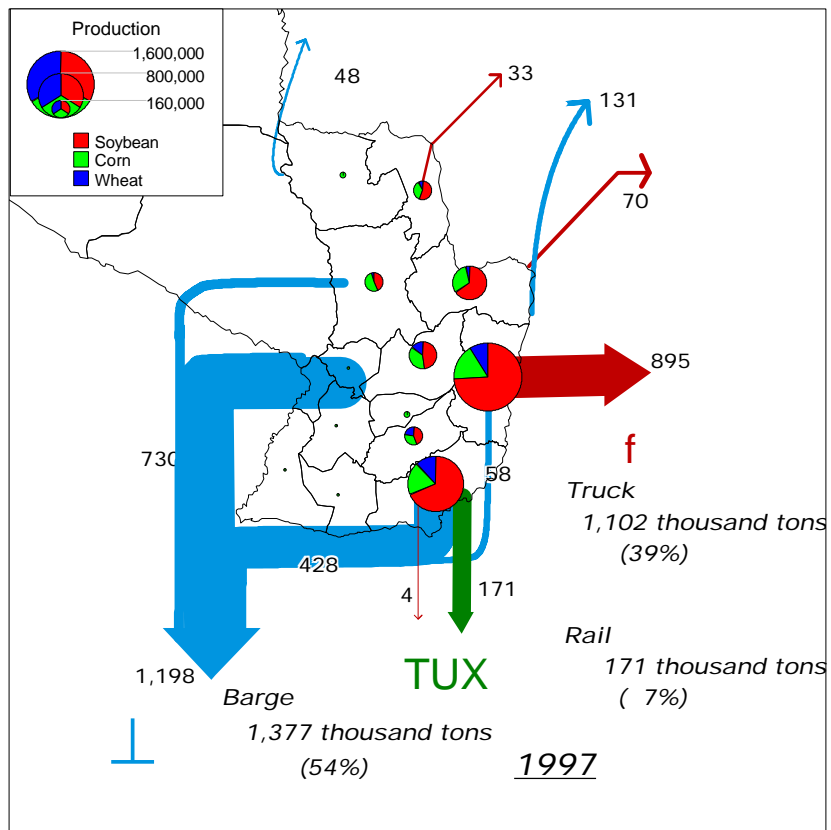 Production
1,600,000
800,000
160,000
Soybean
Corn
Wheat
48
33
131
70
895
730
58
f
Truck
1,102 thousand tons
(39%)
428
4
171
Rail
171 thousand tons
( 7%)
TUX
1,198
Barge
1,377 thousand tons
(54%)
1997